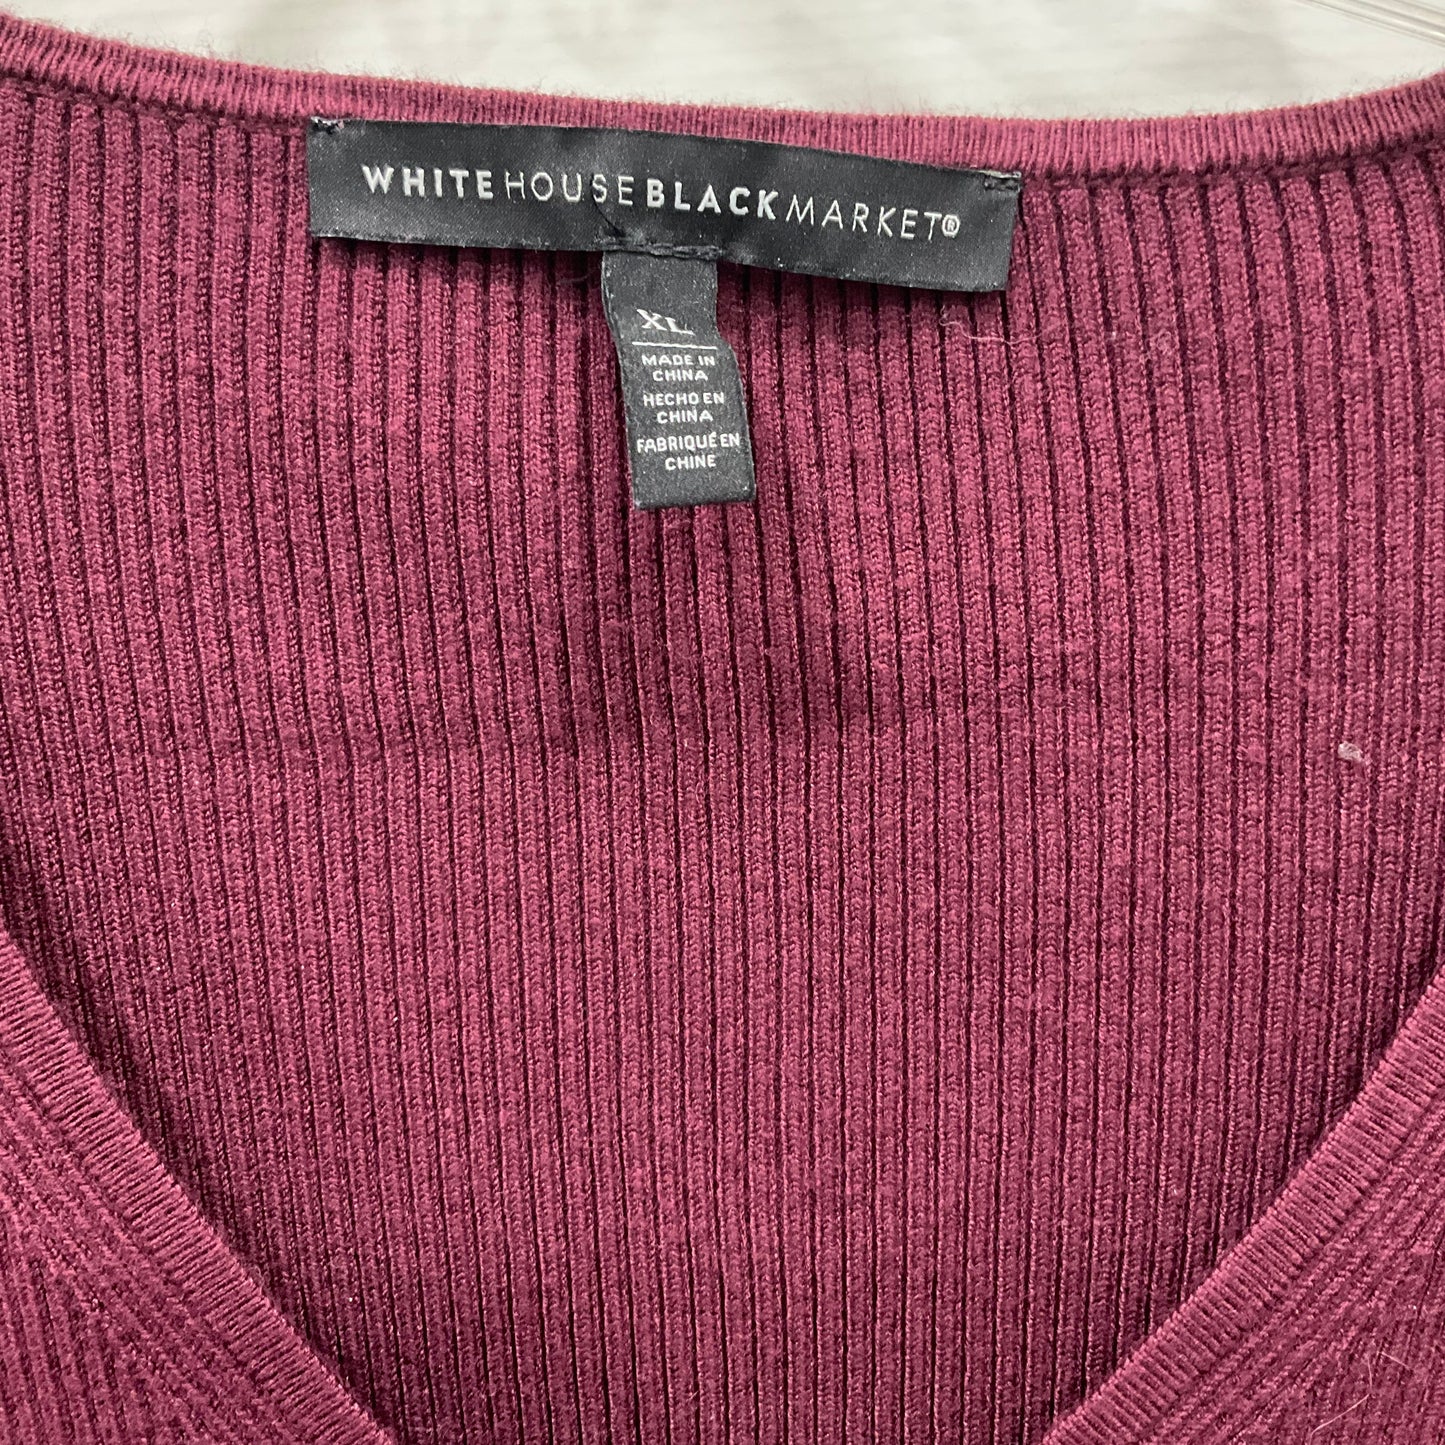 WHITEHOUSEBLACKMARKET®
XL
MADE IN
CHINA
HECHO EN
CHINA
FABRIQUÉ EN
CHINE